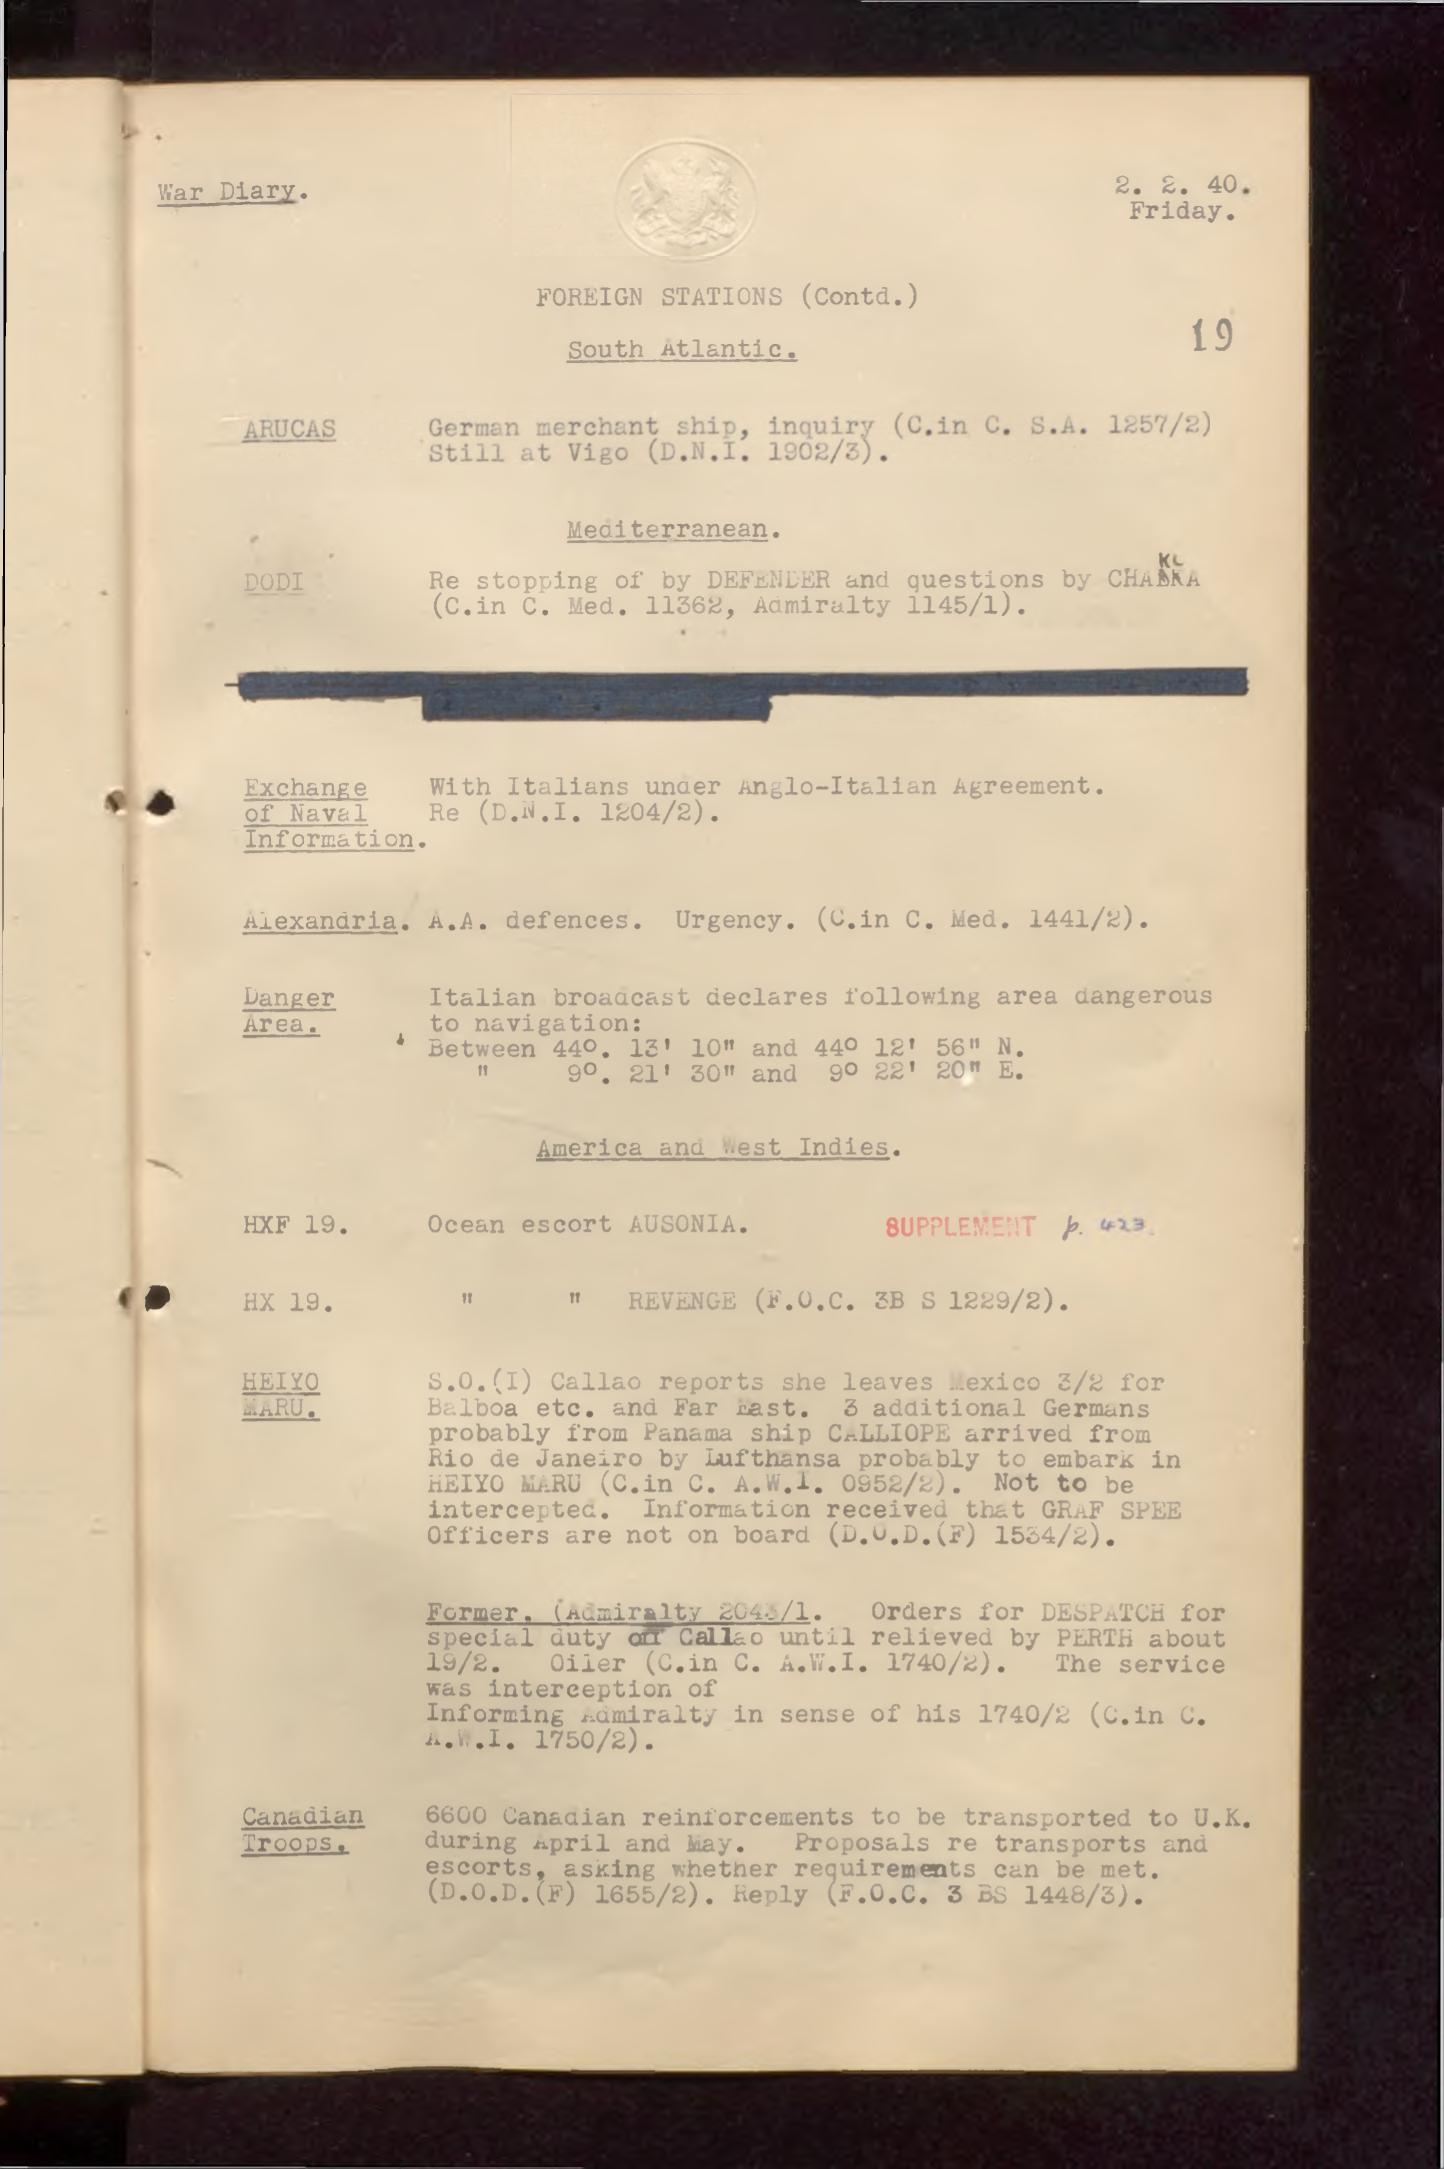 War Diary.
2. 2. 40.
Friday.
FOREIGN STATIONS (Contd.)
19
South Atlantic.
ARUCAS German merchant ship, inquiry (C.in C. S.A. 1257/2)
Still at Vigo (D.N.I. 1902/3).
Mediterranean.
DODI Re stopping of by DEFENDER and questions by
(C.in C. Med. 11362, Admiralty 1145/1).
Exchange With Italians under Anglo-Italian Agreement.
of Naval Re (D.N.I. 1204/2).
Information.
Alexandria. A.A. defences. Urgency. (C.in C. Med. 1441/2).
Danger Italian broadcast declares following area dangerous
Area. to navigation:
Between 44º. 13' 10" and 44º 12' 56" N.
" 9º. 21' 30" and 9º 22' 20" E.
America and West Indies.
HXF 19. Ocean escort AUSONIA. SUPPLEMENT p. 423.
HX 19. " " REVENGE (F.O.C. 3B S 1229/2).
HEIYO S.O.(I) Callao reports she leaves Mexico 3/2 for
MARU. Balboa etc. and Far East. 3 additional Germans
probably from Panama ship CALLIOPE arrived from
Rio de Janeiro by Lufthansa probably to embark in
HEIYO MARU (C.in C. A.W.I. 0952/2). Not to be
intercepted. Information received that GRAF SPEE
Officers are not on board (D.O.D.(F) 1534/2).
Former. (Admiralty 2043/1. Orders for DESPATCH for
special duty off Callao until relieved by PERTH about
19/2. Oiler (C.in C. A.W.I. 1740/2). The service
was interception of
Informing Admiralty in sense of his 1740/2 (C.in C.
A.W.I. 1750/2).
Canadian 6600 Canadian reinforcements to be transported to U.K.
Troops. during April and May. Proposals re transports and
escorts, asking whether requirements can be met.
(D.O.D.(F) 1655/2). Reply (F.O.C. 3 BS 1448/3).